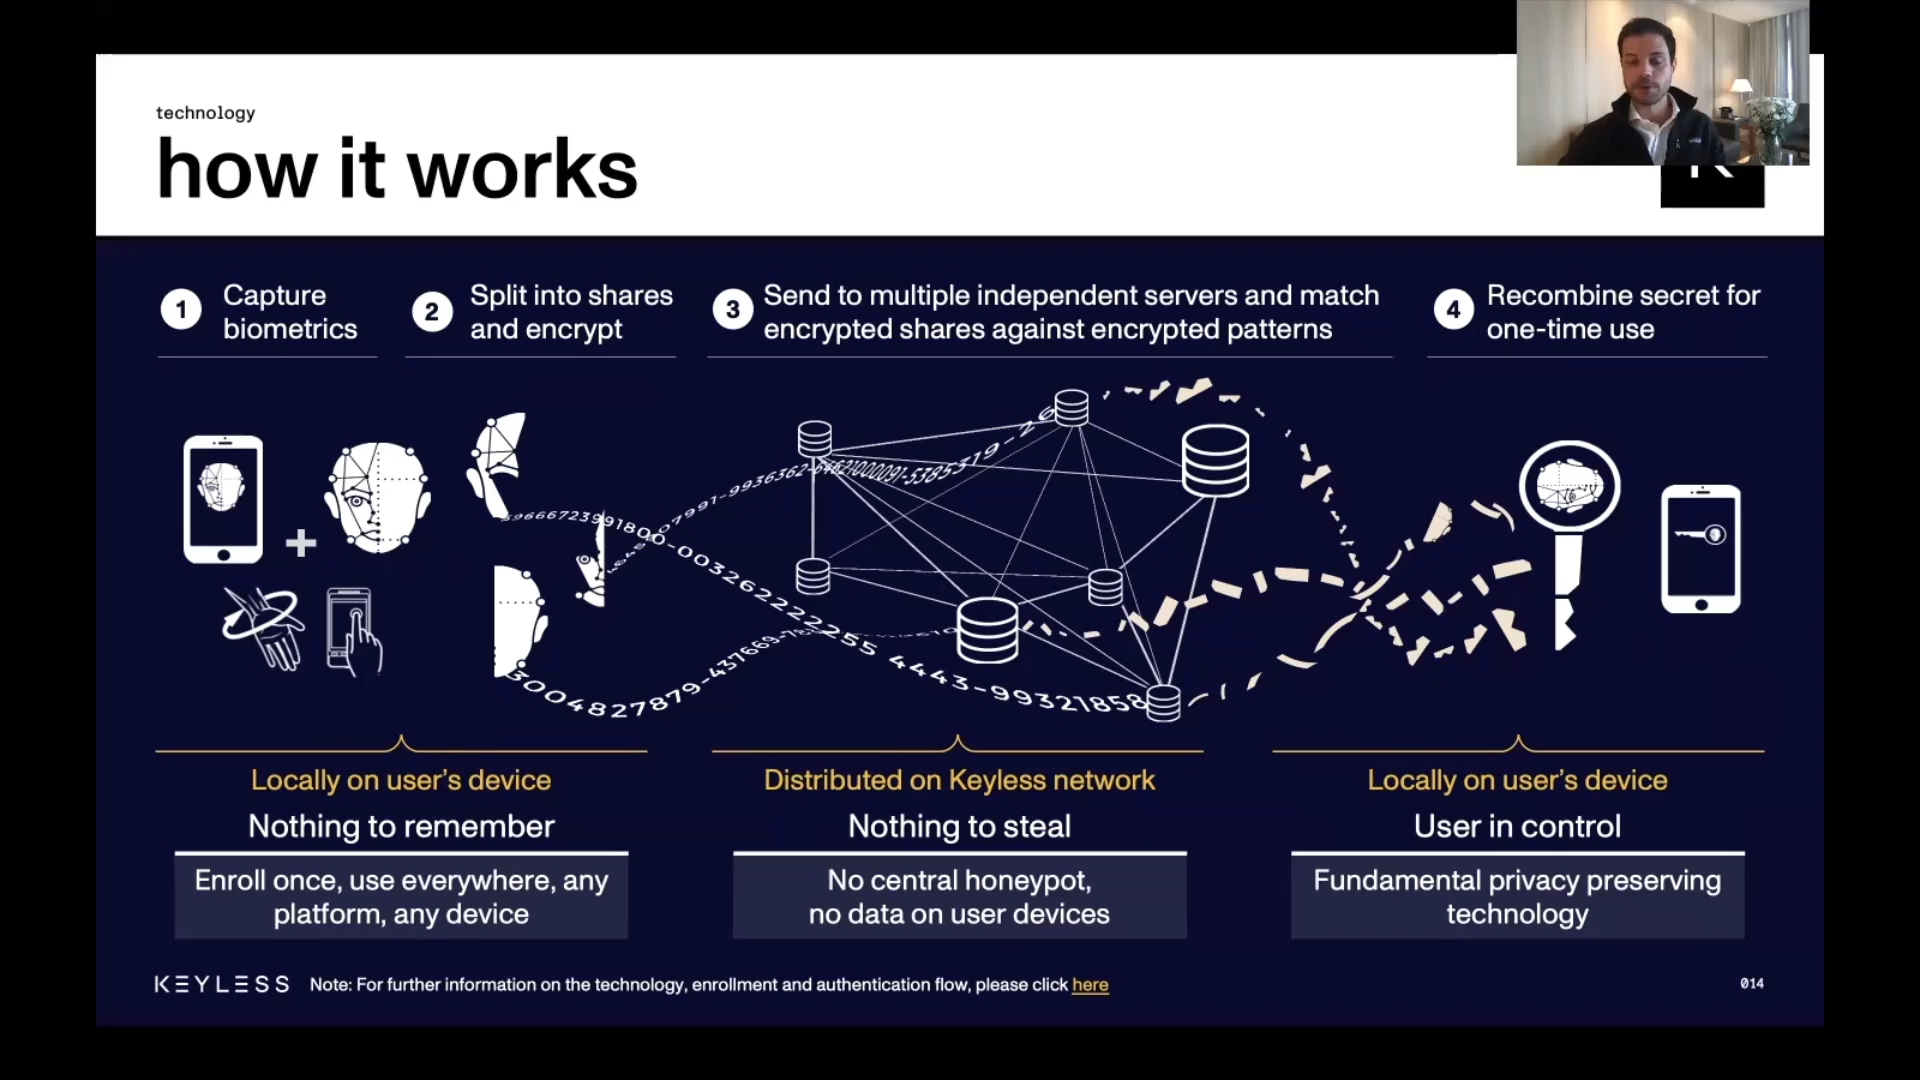 technology
how it works
1
Capture
biometrics
2
Split into shares
and encrypt
3
Send to multiple independent servers and match
encrypted shares against encrypted patterns
4
Recombine secret for
one-time use
Locally on user's device
Nothing to remember
Enroll once, use everywhere, any
platform, any device
Distributed on Keyless network
Nothing to steal
No central honeypot,
no data on user devices
Locally on user's device
User in control
Fundamental privacy preserving
technology
KEYLESS
Note: For further information on the technology, enrollment and authentication flow, please click here
014